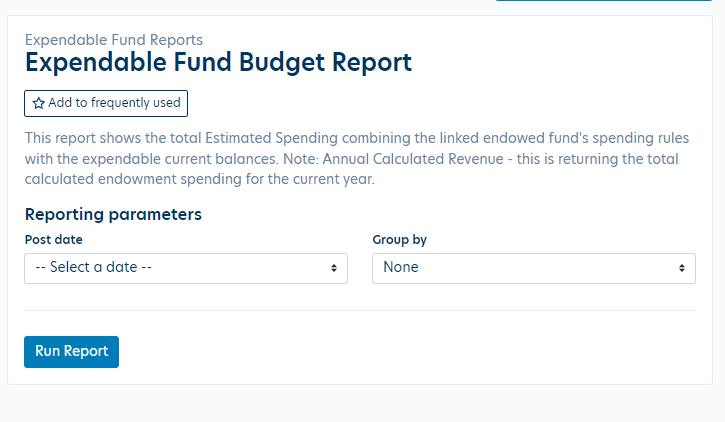 Expendable Fund Reports
Expendable Fund Budget Report
Add to frequently used
This report shows the total Estimated Spending combining the linked endowed fund's spending rules
with the expendable current balances. Note: Annual Calculated Revenue - this is returning the total
calculated endowment spending for the current year.
Reporting parameters
Post date
Group by
-- Select a date --
None
Run Report